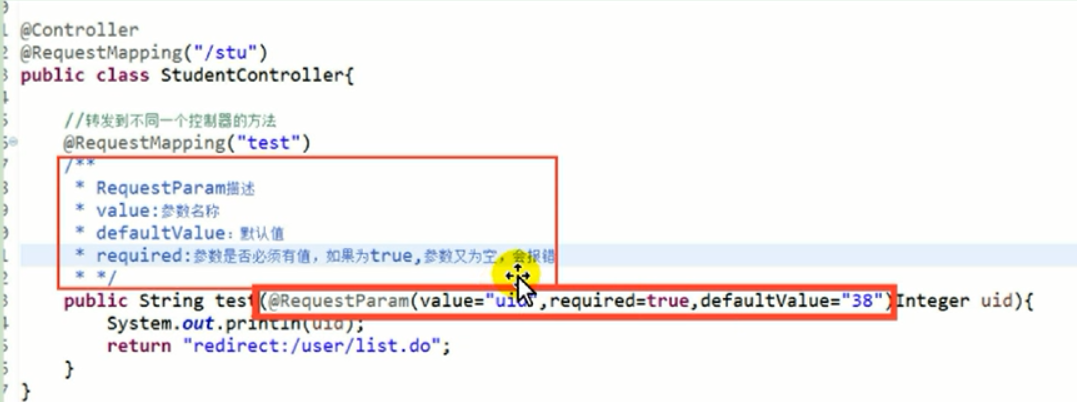 @Controller
@RequestMapping("/stu")
public class StudentController{
//转发到不同一个控制器的方法
@RequestMapping("test")
/**
* RequestParam描述
* value:参数名称
* defaultValue：默认值
* required:参数是否必须有值，如果为true,参数又为空，会报错
* */
public String test(@RequestParam(value="uid",required=true,defaultValue="38")Integer uid){
System.out.println(uid);
return "redirect:/user/list.do";
}
}